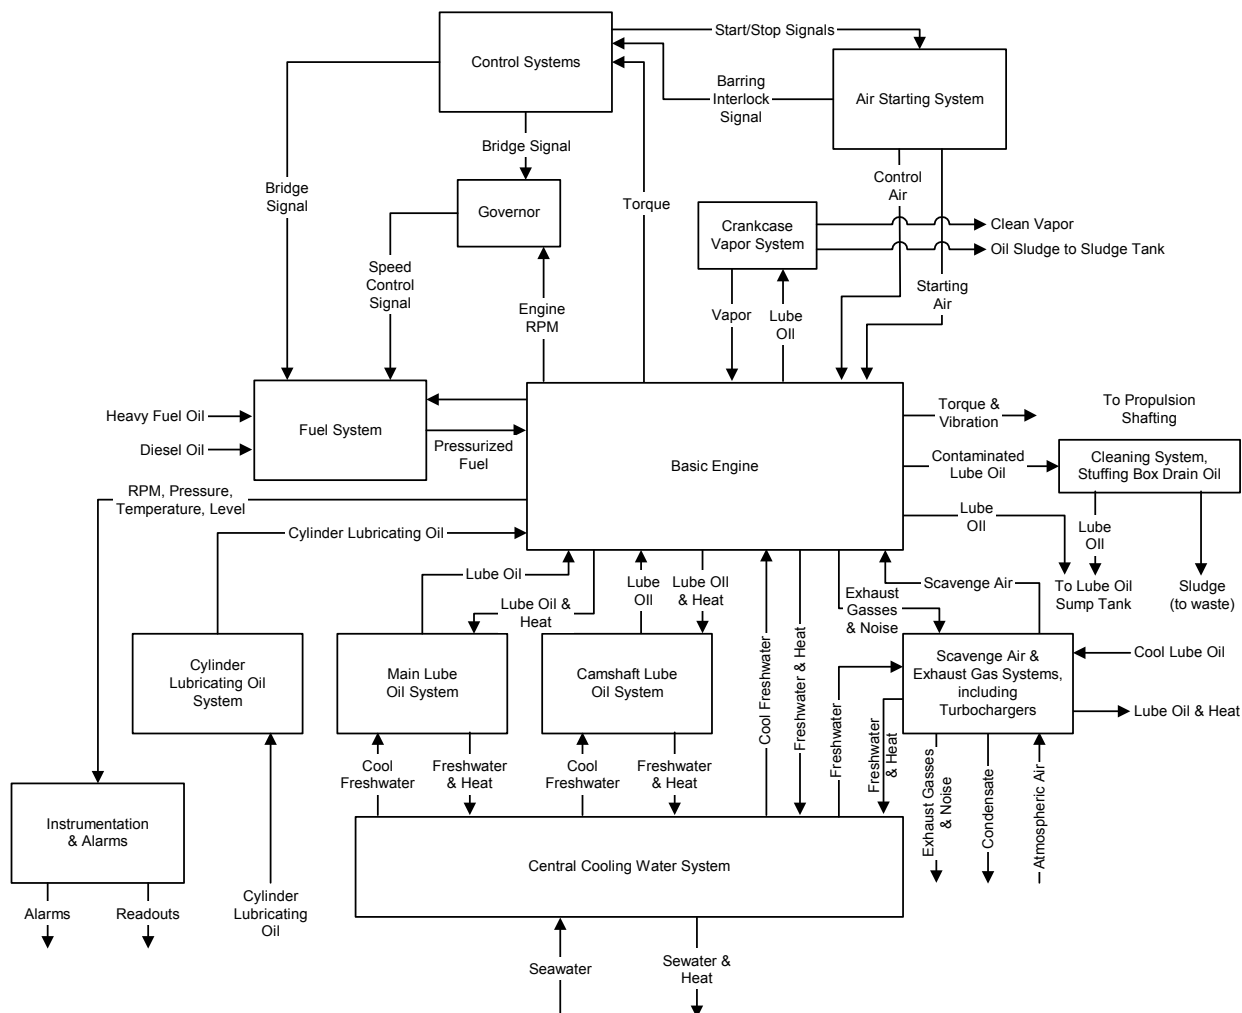 Start/Stop Signals
Control Systems
Barring
Interlock
Signal
Air Starting System
Bridge Signal
Bridge
Signal
Governor
Torque
Control
Air
Crankcase
Vapor System
Clean Vapor
Oil Sludge to Sludge Tank
Speed
Control
Signal
Engine
RPM
Vapor
Lube
OIl
Starting
Air
Heavy Fuel Oil
Diesel Oil
Fuel System
Pressurized
Fuel
Basic Engine
Torque &
Vibration
To Propulsion
Shafting
Contaminated
Lube Oil
Cleaning System,
Stuffing Box Drain Oil
RPM, Pressure,
Temperature, Level
Cylinder Lubricating Oil
Lube
OIl
Lube
OIl
To Lube Oil
Sump Tank
Sludge
(to waste)
Lube Oil
Lube Oil &
Heat
Lube
OIl
Lube OIl
& Heat
Exhaust
Gasses
& Noise
Scavenge Air
Cylinder
Lubricating Oil
System
Main Lube
Oil System
Camshaft Lube
Oil System
Cool Freshwater
Freshwater & Heat
Freshwater
Freshwater
& Heat
Scavenge Air &
Exhaust Gas Systems,
including
Turbochargers
Cool Lube Oil
Lube Oil & Heat
Cool
Freshwater
Freshwater
& Heat
Cool
Freshwater
Freshwater
& Heat
Exhaust Gasses
& Noise
Condensate
Atmospheric Air
Instrumentation
& Alarms
Central Cooling Water System
Alarms
Readouts
Cylinder
Lubricating
OIl
Seawater
Sewater &
Heat